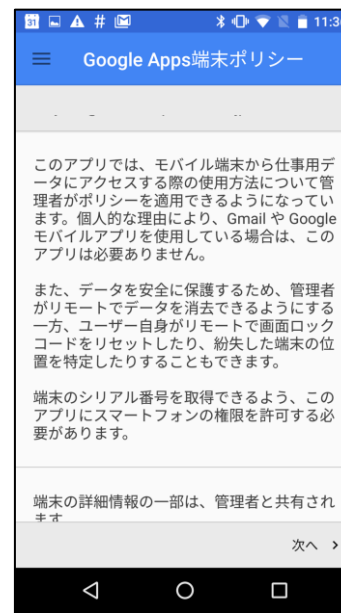 31 # 11:3
Google Apps端末ポリシー
このアプリでは、モバイル端末から仕事用デ
ータにアクセスする際の使用方法について管
理者がポリシーを適用できるようになってい
ます。個人的な理由により、Gmail や Google
モバイルアプリを使用している場合は、この
アプリは必要ありません。
また、データを安全に保護するため、管理者
がリモートでデータを消去できるようにする
一方、ユーザー自身がリモートで画面ロック
コードをリセットしたり、紛失した端末の位
置を特定したりすることもできます。
端末のシリアル番号を取得できるよう、この
アプリにスマートフォンの権限を許可する必
要があります。
端末の詳細情報の一部は、管理者と共有され
ます
次へ